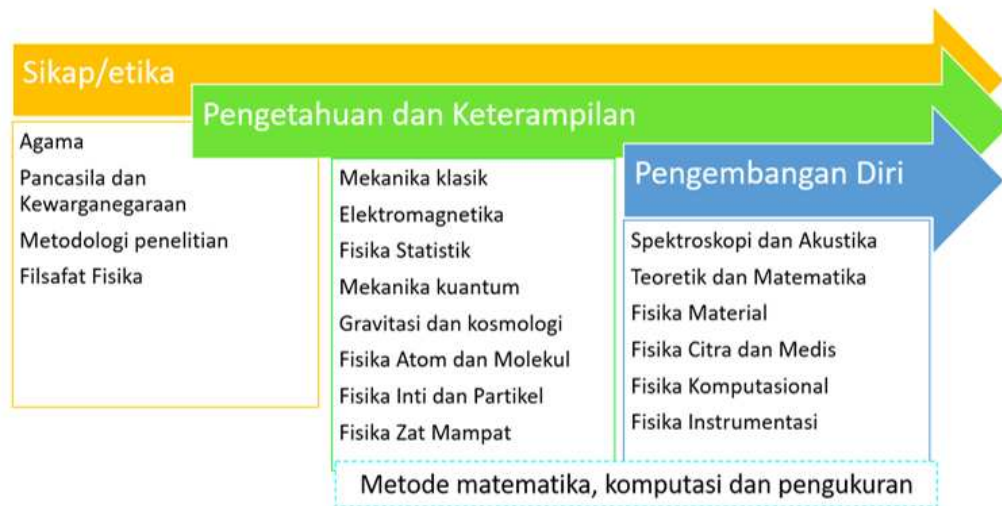 Sikap/etika
Pengetahuan dan Keterampilan
Pengembangan Diri
Agama
Pancasila dan
Kewarganegaraan
Metodologi penelitian
Filsafat Fisika
Mekanika klasik
Elektromagnetika
Fisika Statistik
Mekanika kuantum
Gravitasi dan kosmologi
Fisika Atom dan Molekul
Fisika Inti dan Partikel
Fisika Zat Mampat
Spektroskopi dan Akustika
Teoretik dan Matematika
Fisika Material
Fisika Citra dan Medis
Fisika Komputasional
Fisika Instrumentasi
Metode matematika, komputasi dan pengukuran